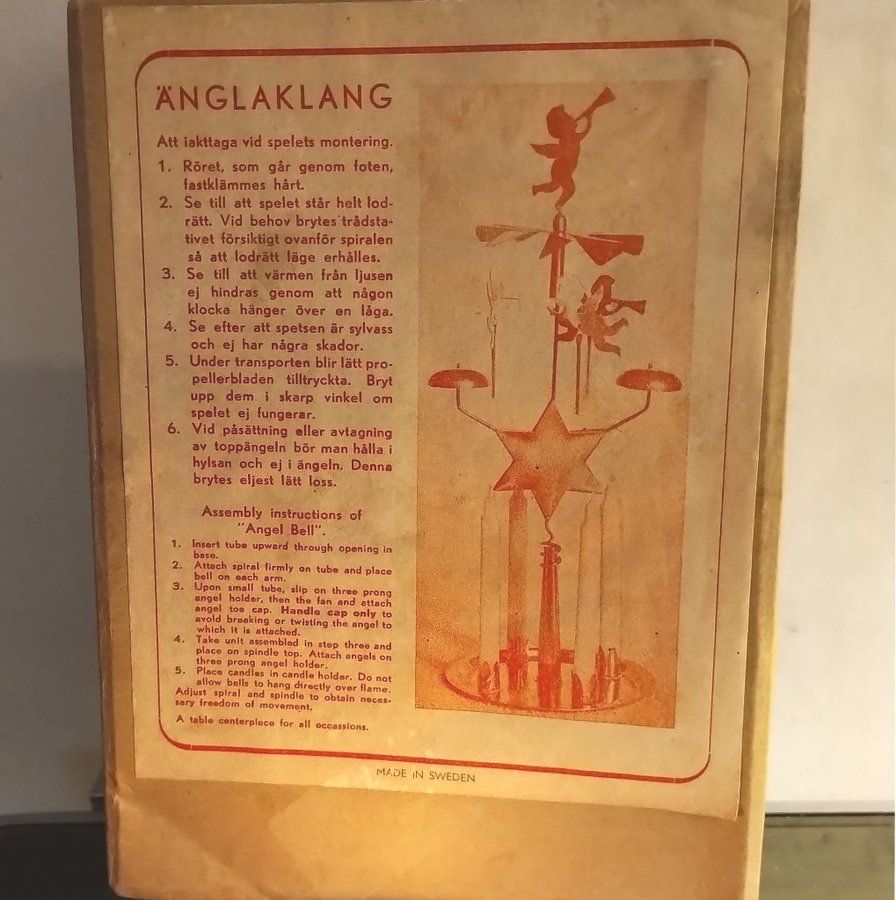 ÄNGLAKLANG
Att iakttaga vid spelets montering.
1. Röret, som går genom foten,
fastklämmes hårt.
2. Se till att spelet står helt lod-
rätt. Vid behov brytes trådsta-
tivet försiktigt ovanför spiralen
så att lodrätt läge erhålles.
3. Se till att värmen från ljusen
ej hindras genom att någon
klocka hänger över en låga.
4. Se efter att spetsen är sylvass
och ej har några skador.
5. Under transporten blir lätt pro-
pellerbladen tilltryckta. Bryt
upp dem i skarp vinkel om
spelet ej fungerar.
6. Vid påsättning eller avtagning
av toppängeln bör man hålla i
hylsan och ej i ängeln. Denna
brytes eljest lätt loss.
Assembly instructions of
"Angel Bell".
1. Insert tube upward through opening in
base.
2. Attach spiral firmly on tube and place
bell on each arm.
3. Upon small tube, slip on three prong
angel holder, then the fan and attach
angel toe cap. Handle cap only to
avoid breaking or twisting the angel to
which it is attached.
4. Take unit assembled in step three and
place on spindle top. Attach angels on
three prong angel holder.
5. Place candles in candle holder. Do not
allow bells to hang directly over flame.
Adjust spiral and spindle to obtain neces-
sary freedom of movement.
A table centerpiece for all occassions.
MADE IN SWEDEN